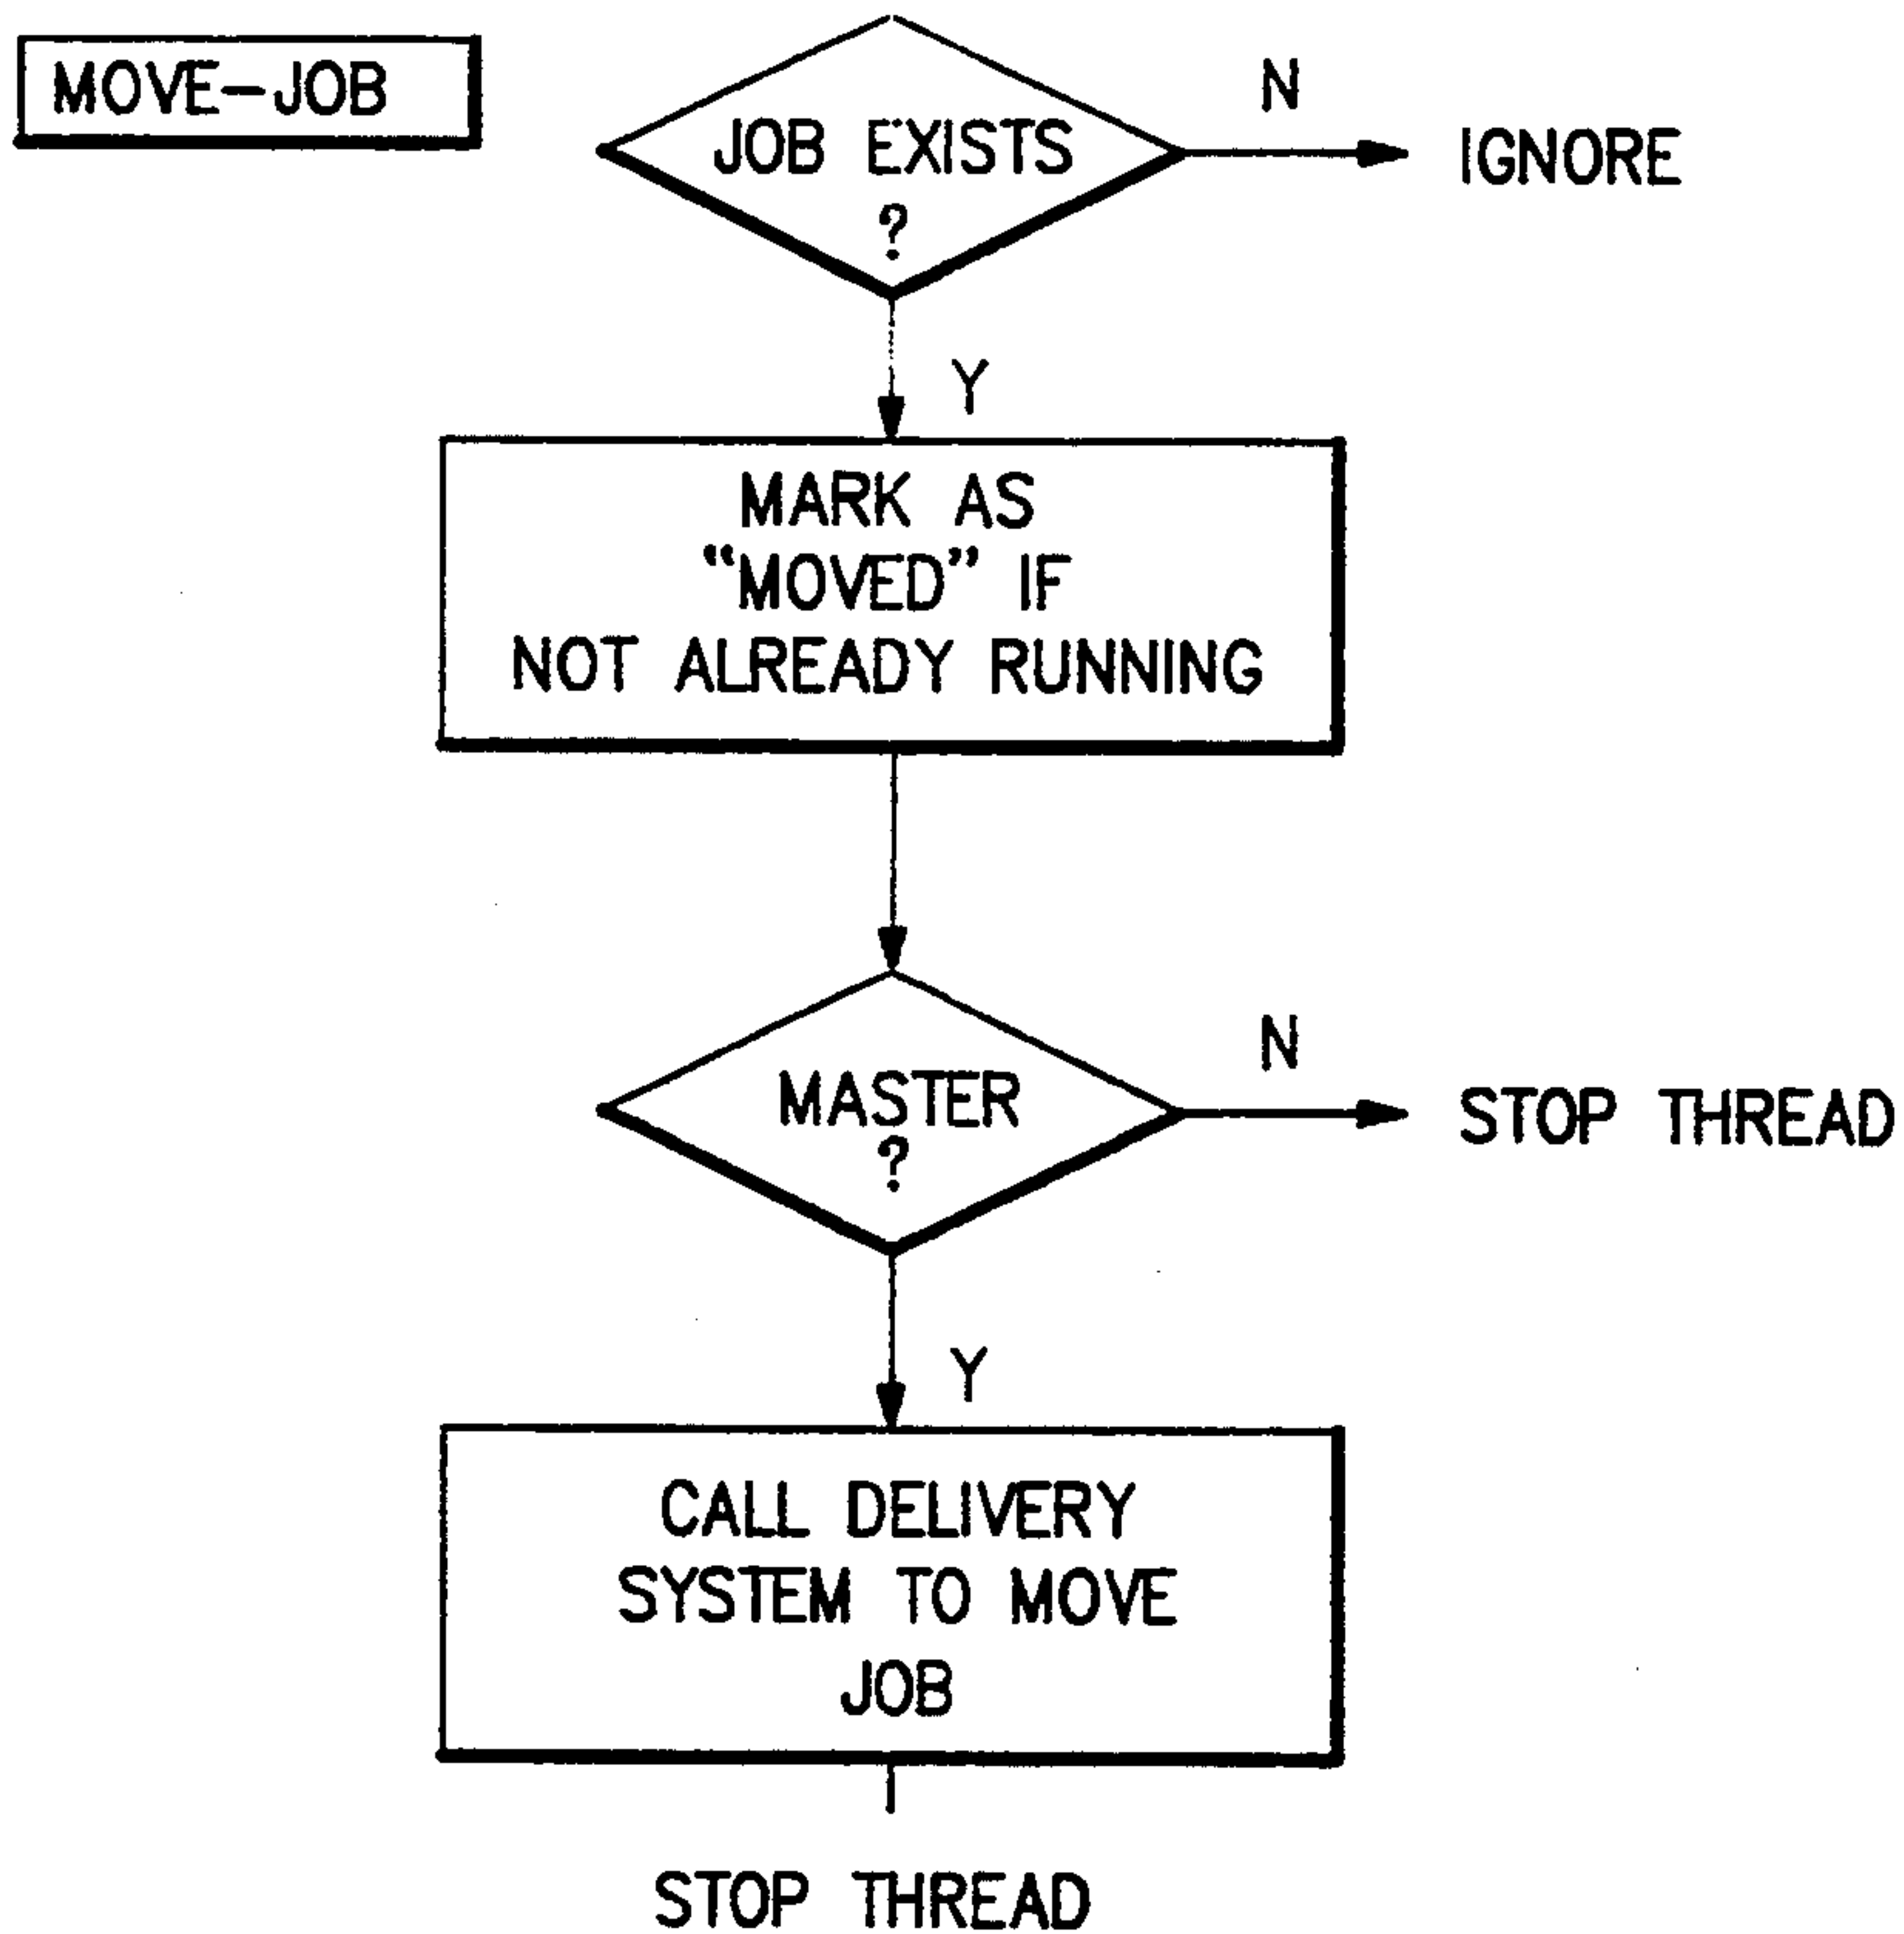 MOVE-JOB
JOB EXISTS
?
N
IGNORE
Y
MARK AS
“MOVED” IF
NOT ALREADY RUNNING
MASTER
?
N
STOP THREAD
Y
CALL DELIVERY
SYSTEM TO MOVE
JOB
STOP THREAD